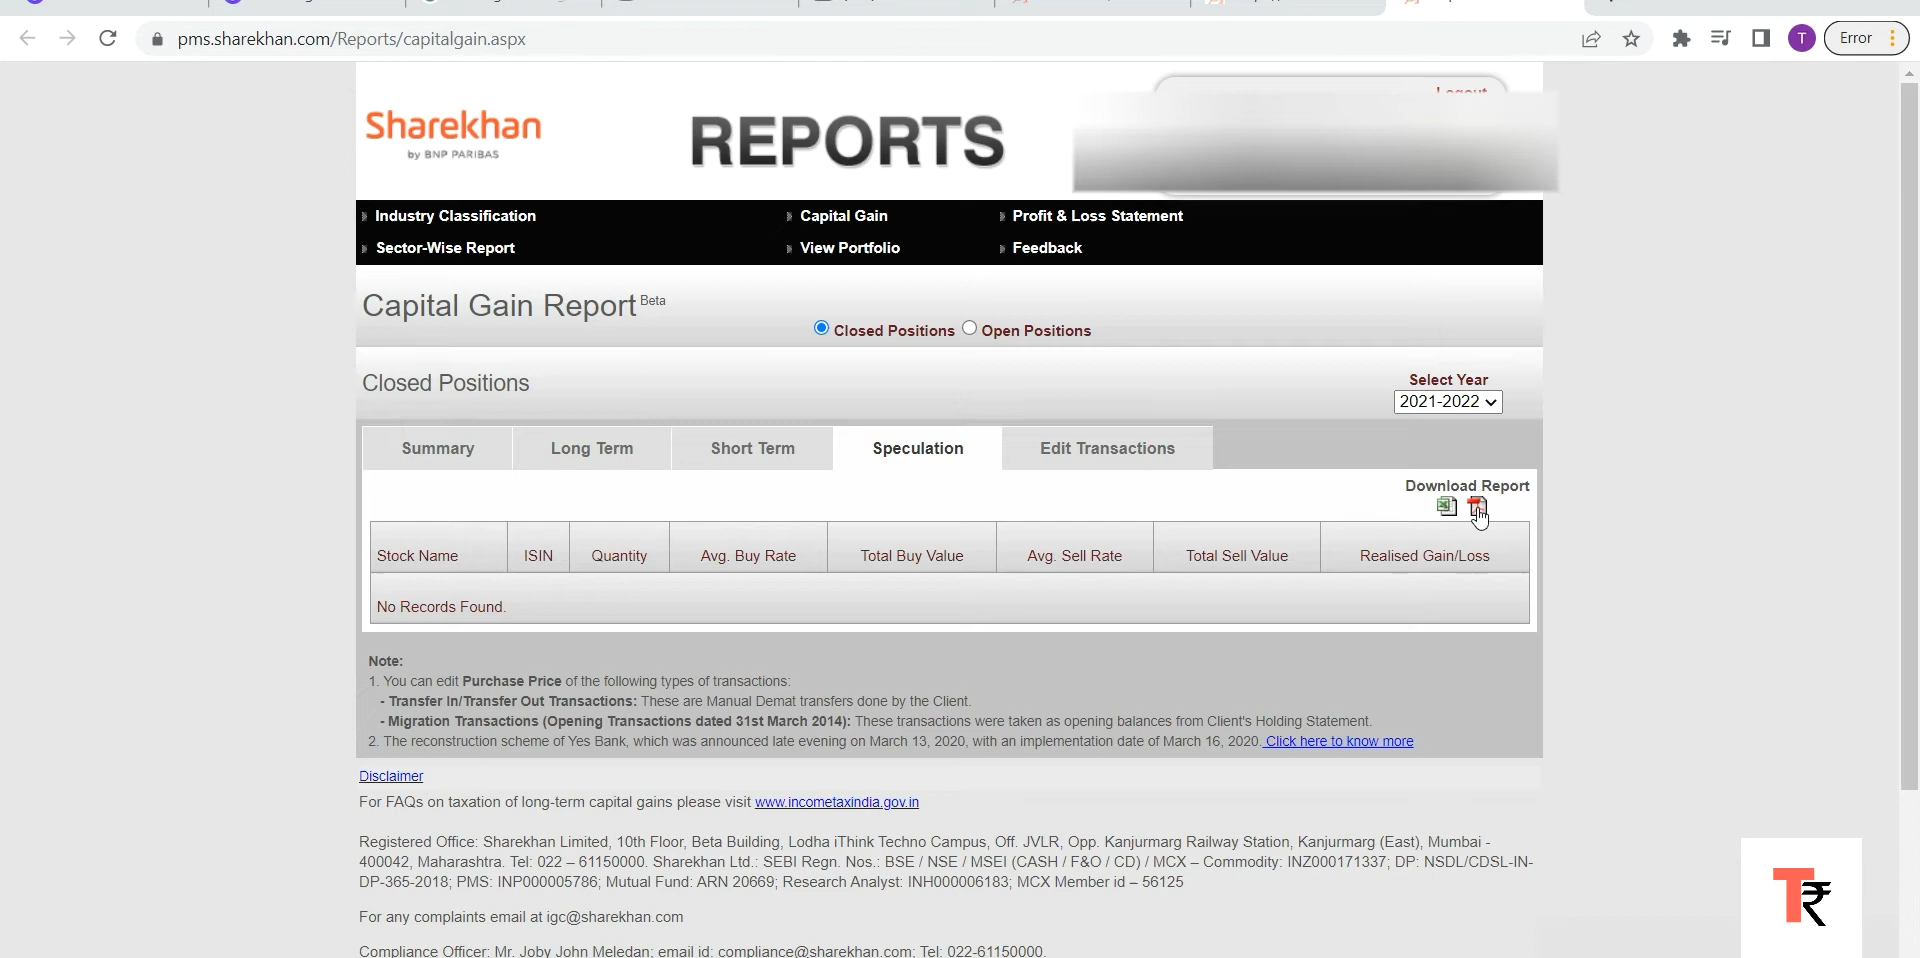 pms.sharekhan.com/Reports/capitalgain.aspx
T
Error
Logout
Sharekhan
by BNP PARIBAS
REPORTS
Industry Classification
Capital Gain
Profit & Loss Statement
Sector-Wise Report
View Portfolio
Feedback
Capital Gain Report Beta
Closed Positions Open Positions
Closed Positions
Select Year
2021-2022
Summary
Long Term
Short Term
Speculation
Edit Transactions
Download Report
Stock Name
ISIN
Quantity
Avg. Buy Rate
Total Buy Value
Avg. Sell Rate
Total Sell Value
Realised Gain/Loss
No Records Found.
Note:
1. You can edit Purchase Price of the following types of transactions:
- Transfer In/Transfer Out Transactions: These are Manual Demat transfers done by the Client.
- Migration Transactions (Opening Transactions dated 31st March 2014): These transactions were taken as opening balances from Client's Holding Statement.
2. The reconstruction scheme of Yes Bank, which was announced late evening on March 13, 2020, with an implementation date of March 16, 2020. Click here to know more
Disclaimer
For FAQs on taxation of long-term capital gains please visit www.incometaxindia.gov.in
Registered Office: Sharekhan Limited, 10th Floor, Beta Building, Lodha iThink Techno Campus, Off. JVLR, Opp. Kanjurmarg Railway Station, Kanjurmarg (East), Mumbai -
400042, Maharashtra. Tel: 022 – 61150000. Sharekhan Ltd.: SEBI Regn. Nos.: BSE / NSE / MSEI (CASH / F&O / CD) / MCX – Commodity: INZ000171337; DP: NSDL/CDSL-IN-
DP-365-2018; PMS: INP000005786; Mutual Fund: ARN 20669; Research Analyst: INH000006183; MCX Member id – 56125
For any complaints email at igc@sharekhan.com
Compliance Officer: Mr. Joby John Meledan; email id: compliance@sharekhan.com; Tel: 022-61150000.
T₹